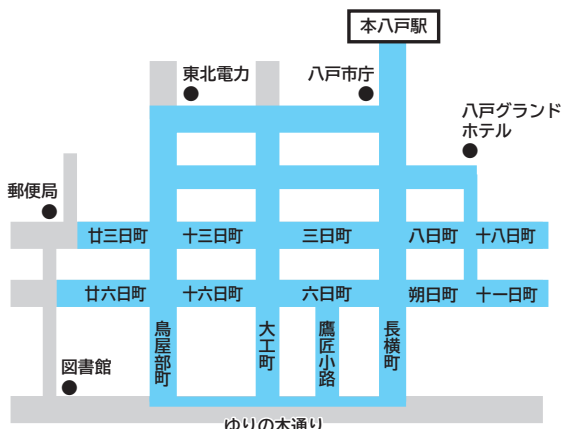 本八戸駅
東北電力
八戸市庁
八戸グランド
ホテル
郵便局
廿三日町
十三日町
三日町
八日町
十八日町
廿六日町
十六日町
六日町
朔日町
十一日町
鳥屋部町
大工町
鷹匠小路
長横町
図書館
ゆりの木通り